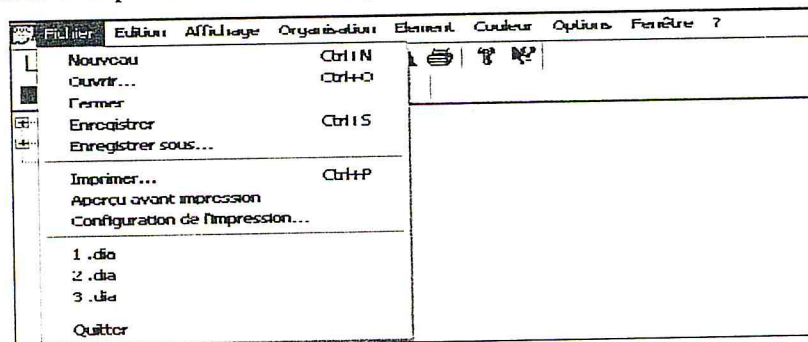 Fichier Edition Affichage Organisation Element Couleur Options Fenêtre ?
Nouveau Ctrl+N
Ouvrir... Ctrl+O
Fermer
Enregistrer Ctrl+S
Enregistrer sous...
Imprimer... Ctrl+P
Aperçu avant impression
Configuration de l'impression...
1 .dia
2 .dia
3 .dia
Quitter